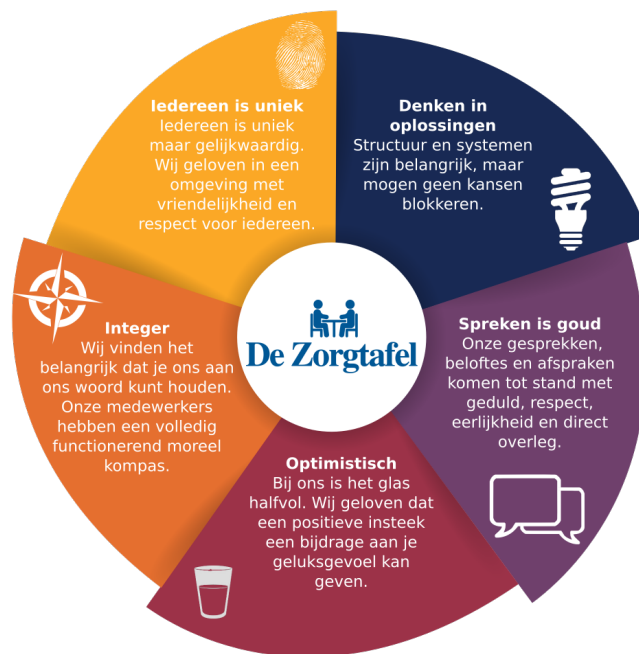 Iedereen is uniek
Iedereen is uniek
maar gelijkwaardig.
Wij geloven in een
omgeving met
vriendelijkheid en
respect voor iedereen.
Denken in
oplossingen
Structuur en systemen
zijn belangrijk, maar
mogen geen kansen
blokkeren.
Integer
Wij vinden het
belangrijk dat je ons aan
ons woord kunt houden.
Onze medewerkers
hebben een volledig
functionerend moreel
kompas.
De Zorgtafel
Spreken is goud
Onze gesprekken,
beloftes en afspraken
komen tot stand met
geduld, respect,
eerlijkheid en direct
overleg.
Optimistisch
Bij ons is het glas
halfvol. Wij geloven dat
een positieve insteek
een bijdrage aan je
geluksgevoel kan
geven.